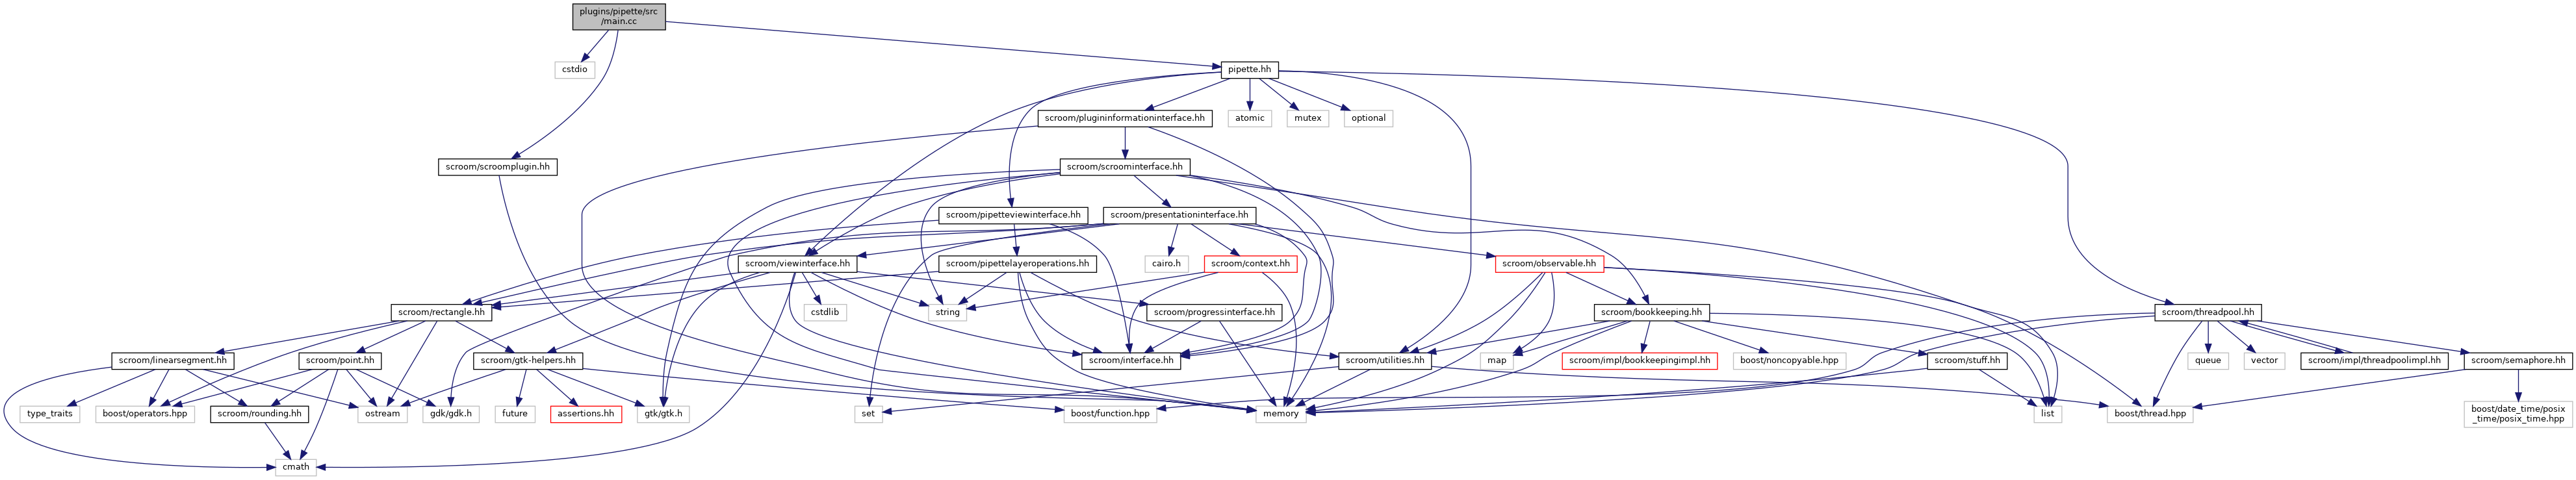 plugins/pipette/src
/main.cc
cstdio
pipette.hh
scroom/plugininformationinterface.hh
atomic
mutex
optional
scroom/scroomplugin.hh
scroom/scroominterface.hh
scroom/pipetteviewinterface.hh
scroom/presentationinterface.hh
scroom/viewinterface.hh
scroom/pipettelayeroperations.hh
cairo.h
scroom/context.hh
scroom/observable.hh
scroom/rectangle.hh
cstdlib
string
scroom/progressinterface.hh
scroom/bookkeeping.hh
scroom/threadpool.hh
scroom/linearsegment.hh
scroom/point.hh
scroom/gtk-helpers.hh
scroom/interface.hh
scroom/utilities.hh
map
scroom/impl/bookkeepingimpl.hh
boost/noncopyable.hpp
scroom/stuff.hh
queue
vector
scroom/impl/threadpoolimpl.hh
scroom/semaphore.hh
type_traits
boost/operators.hpp
scroom/rounding.hh
ostream
gdk/gdk.h
future
assertions.hh
gtk/gtk.h
set
boost/function.hpp
memory
list
boost/thread.hpp
boost/date_time/posix
_time/posix_time.hpp
cmath